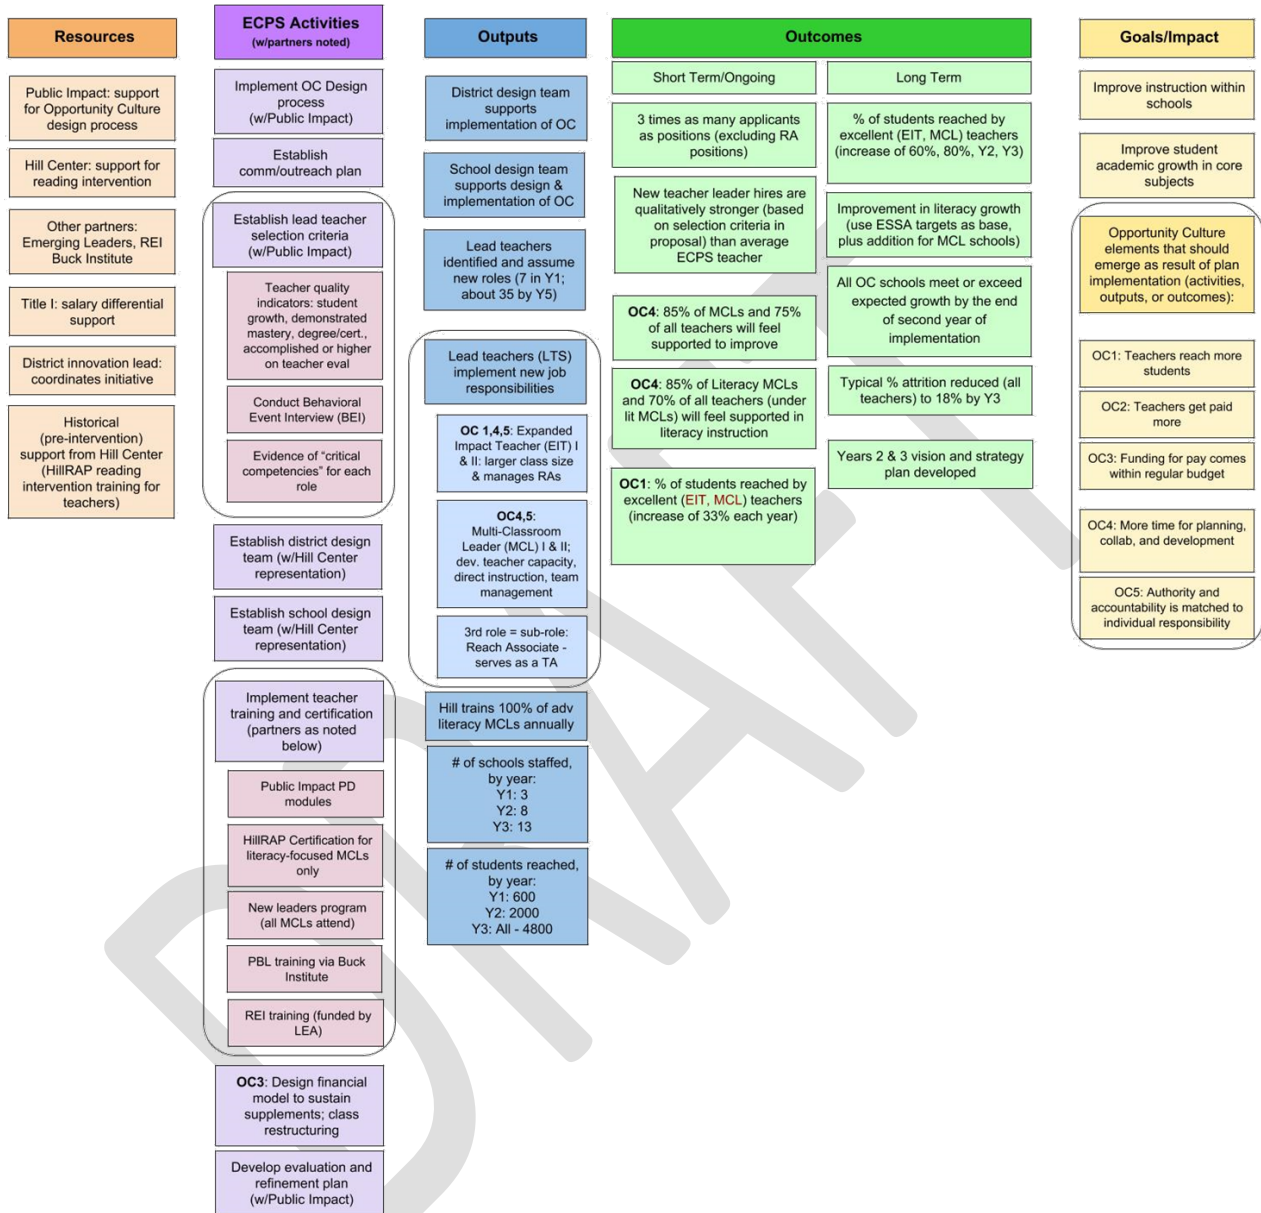 Resources
Public Impact: support
for Opportunity Culture
design process
Hill Center: support for
reading intervention
Other partners:
Emerging Leaders, REI
Buck Institute
Title I: salary differential
support
District innovation lead:
coordinates initiative
Historical
(pre-intervention)
support from Hill Center
(HillRAP reading
intervention training for
teachers)
ECPS Activities
(w/partners noted)
Implement OC Design
process
(w/Public Impact)
Establish
comm/outreach plan
Establish lead teacher
selection criteria
(w/Public Impact)
Teacher quality
indicators: student
growth, demonstrated
mastery, degree/cert.,
accomplished or higher
on teacher eval
Conduct Behavioral
Event Interview (BEI)
Evidence of “critical
competencies” for each
role
Establish district design
team (w/Hill Center
representation)
Establish school design
team (w/Hill Center
representation)
Implement teacher
training and certification
(partners as noted
below)
Public Impact PD
modules
HillRAP Certification for
literacy-focused MCLs
only
New leaders program
(all MCLs attend)
PBL training via Buck
Institute
REI training (funded by
LEA)
OC3: Design financial
model to sustain
supplements; class
restructuring
Develop evaluation and
refinement plan
(w/Public Impact)
Outputs
District design team
supports
implementation of OC
School design team
supports design &
implementation of OC
Lead teachers
identified and assume
new roles (7 in Y1;
about 35 by Y5)
Lead teachers (LTS)
implement new job
responsibilities
OC 1,4,5: Expanded
Impact Teacher (EIT) I
& II: larger class size
& manages RAs
OC4,5:
Multi-Classroom
Leader (MCL) I & II;
dev. teacher capacity,
direct instruction, team
management
3rd role = sub-role:
Reach Associate -
serves as a TA
Hill trains 100% of adv
literacy MCLs annually
# of schools staffed,
by year:
Y1: 3
Y2: 8
Y3: 13
# of students reached,
by year:
Y1: 600
Y2: 2000
Y3: All - 4800
Outcomes
Short Term/Ongoing
3 times as many applicants
as positions (excluding RA
positions)
New teacher leader hires are
qualitatively stronger (based
on selection criteria in
proposal) than average
ECPS teacher
OC4: 85% of MCLs and 75%
of all teachers will feel
supported to improve
OC4: 85% of Literacy MCLs
and 70% of all teachers (under
lit MCLs) will feel supported in
literacy instruction
OC1: % of students reached by
excellent (EIT, MCL) teachers
(increase of 33% each year)
Long Term
% of students reached by
excellent (EIT, MCL) teachers
(increase of 60%, 80%, Y2, Y3)
Improvement in literacy growth
(use ESSA targets as base,
plus addition for MCL schools)
All OC schools meet or exceed
expected growth by the end
of second year of
implementation
Typical % attrition reduced (all
teachers) to 18% by Y3
Years 2 & 3 vision and strategy
plan developed
Goals/Impact
Improve instruction within
schools
Improve student
academic growth in core
subjects
Opportunity Culture
elements that should
emerge as result of plan
implementation (activities,
outputs, or outcomes):
OC1: Teachers reach more
students
OC2: Teachers get paid
more
OC3: Funding for pay comes
within regular budget
OC4: More time for planning,
collab, and development
OC5: Authority and
accountability is matched to
individual responsibility
DRAFT